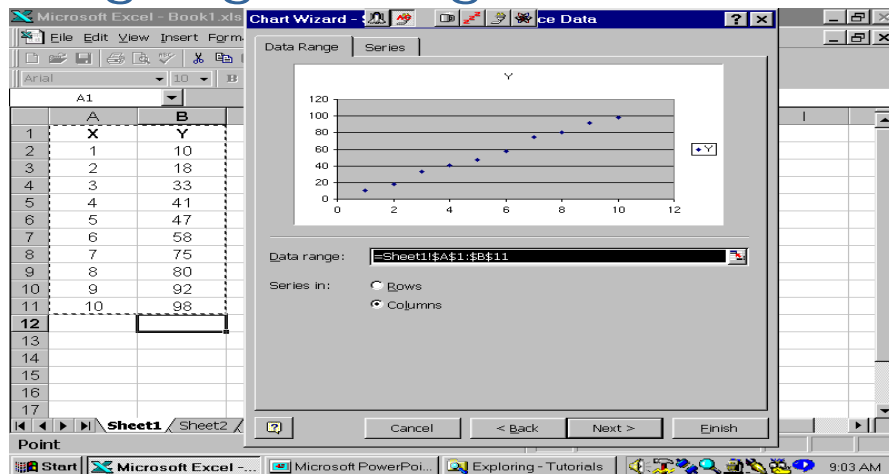 Microsoft Excel - Book1.xls
Chart Wizard - ce Data
File Edit View Insert Form
Arial 10 B
A1
Data Range Series
A B I
1 X Y
2 1 10
3 2 18
4 3 33
5 4 41
6 5 47
7 6 58
8 7 75
9 8 80
10 9 92
11 10 98
12
13
14
15
16
17
Y
120
100
80
60
40
20
0
0 2 4 6 8 10 12
Y
Data range: =Sheet1!$A$1:$B$11
Series in: Rows
Columns
Cancel < Back Next > Finish
Sheet1 Sheet2
Point
Start Microsoft Excel -... Microsoft PowerPoi... Exploring - Tutorials 9:03 AM